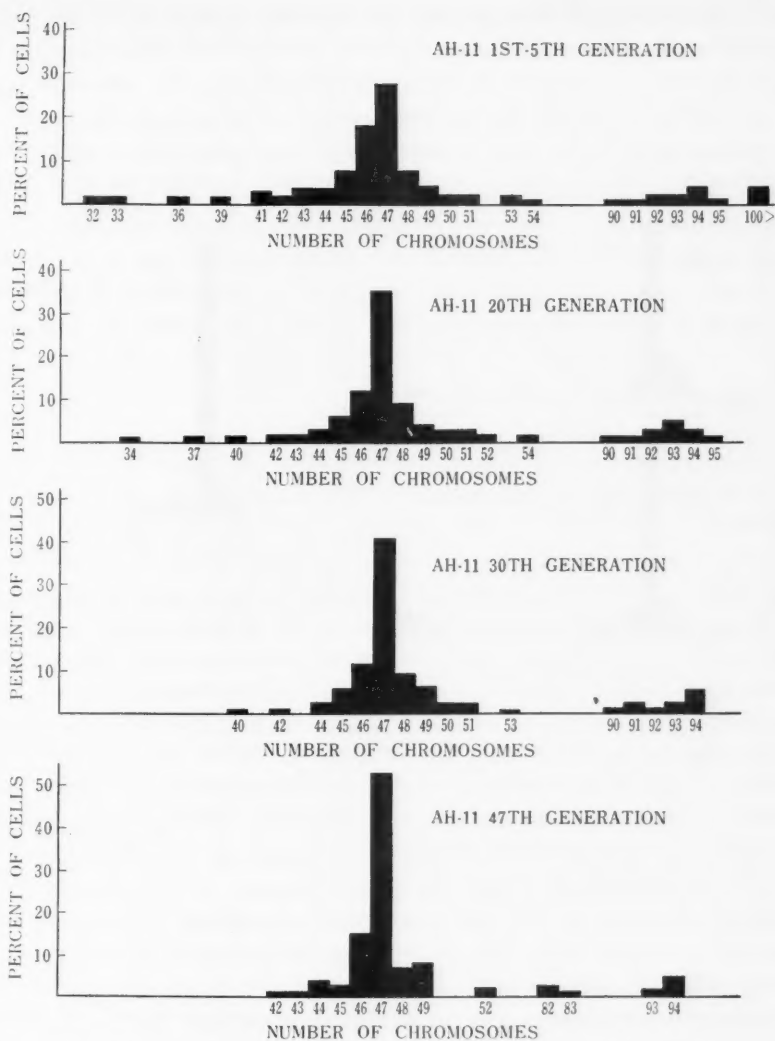 PERCENT OF CELLS
40
30
20
10
AH-11 1ST-5TH GENERATION
32 33 36 39 41 42 43 44 45 46 47 48 49 50 51 53 54 90 91 92 93 94 95 100>
NUMBER OF CHROMOSOMES
PERCENT OF CELLS
40
30
20
10
AH-11 20TH GENERATION
34 37 40 42 43 44 45 46 47 48 49 50 51 52 54 90 91 92 93 94 95
NUMBER OF CHROMOSOMES
PERCENT OF CELLS
50
40
30
20
10
AH-11 30TH GENERATION
40 42 44 45 46 47 48 49 50 51 53 90 91 92 93 94
NUMBER OF CHROMOSOMES
PERCENT OF CELLS
50
40
30
20
10
AH-11 47TH GENERATION
42 43 44 45 46 47 48 49 52 82 83 93 94
NUMBER OF CHROMOSOMES